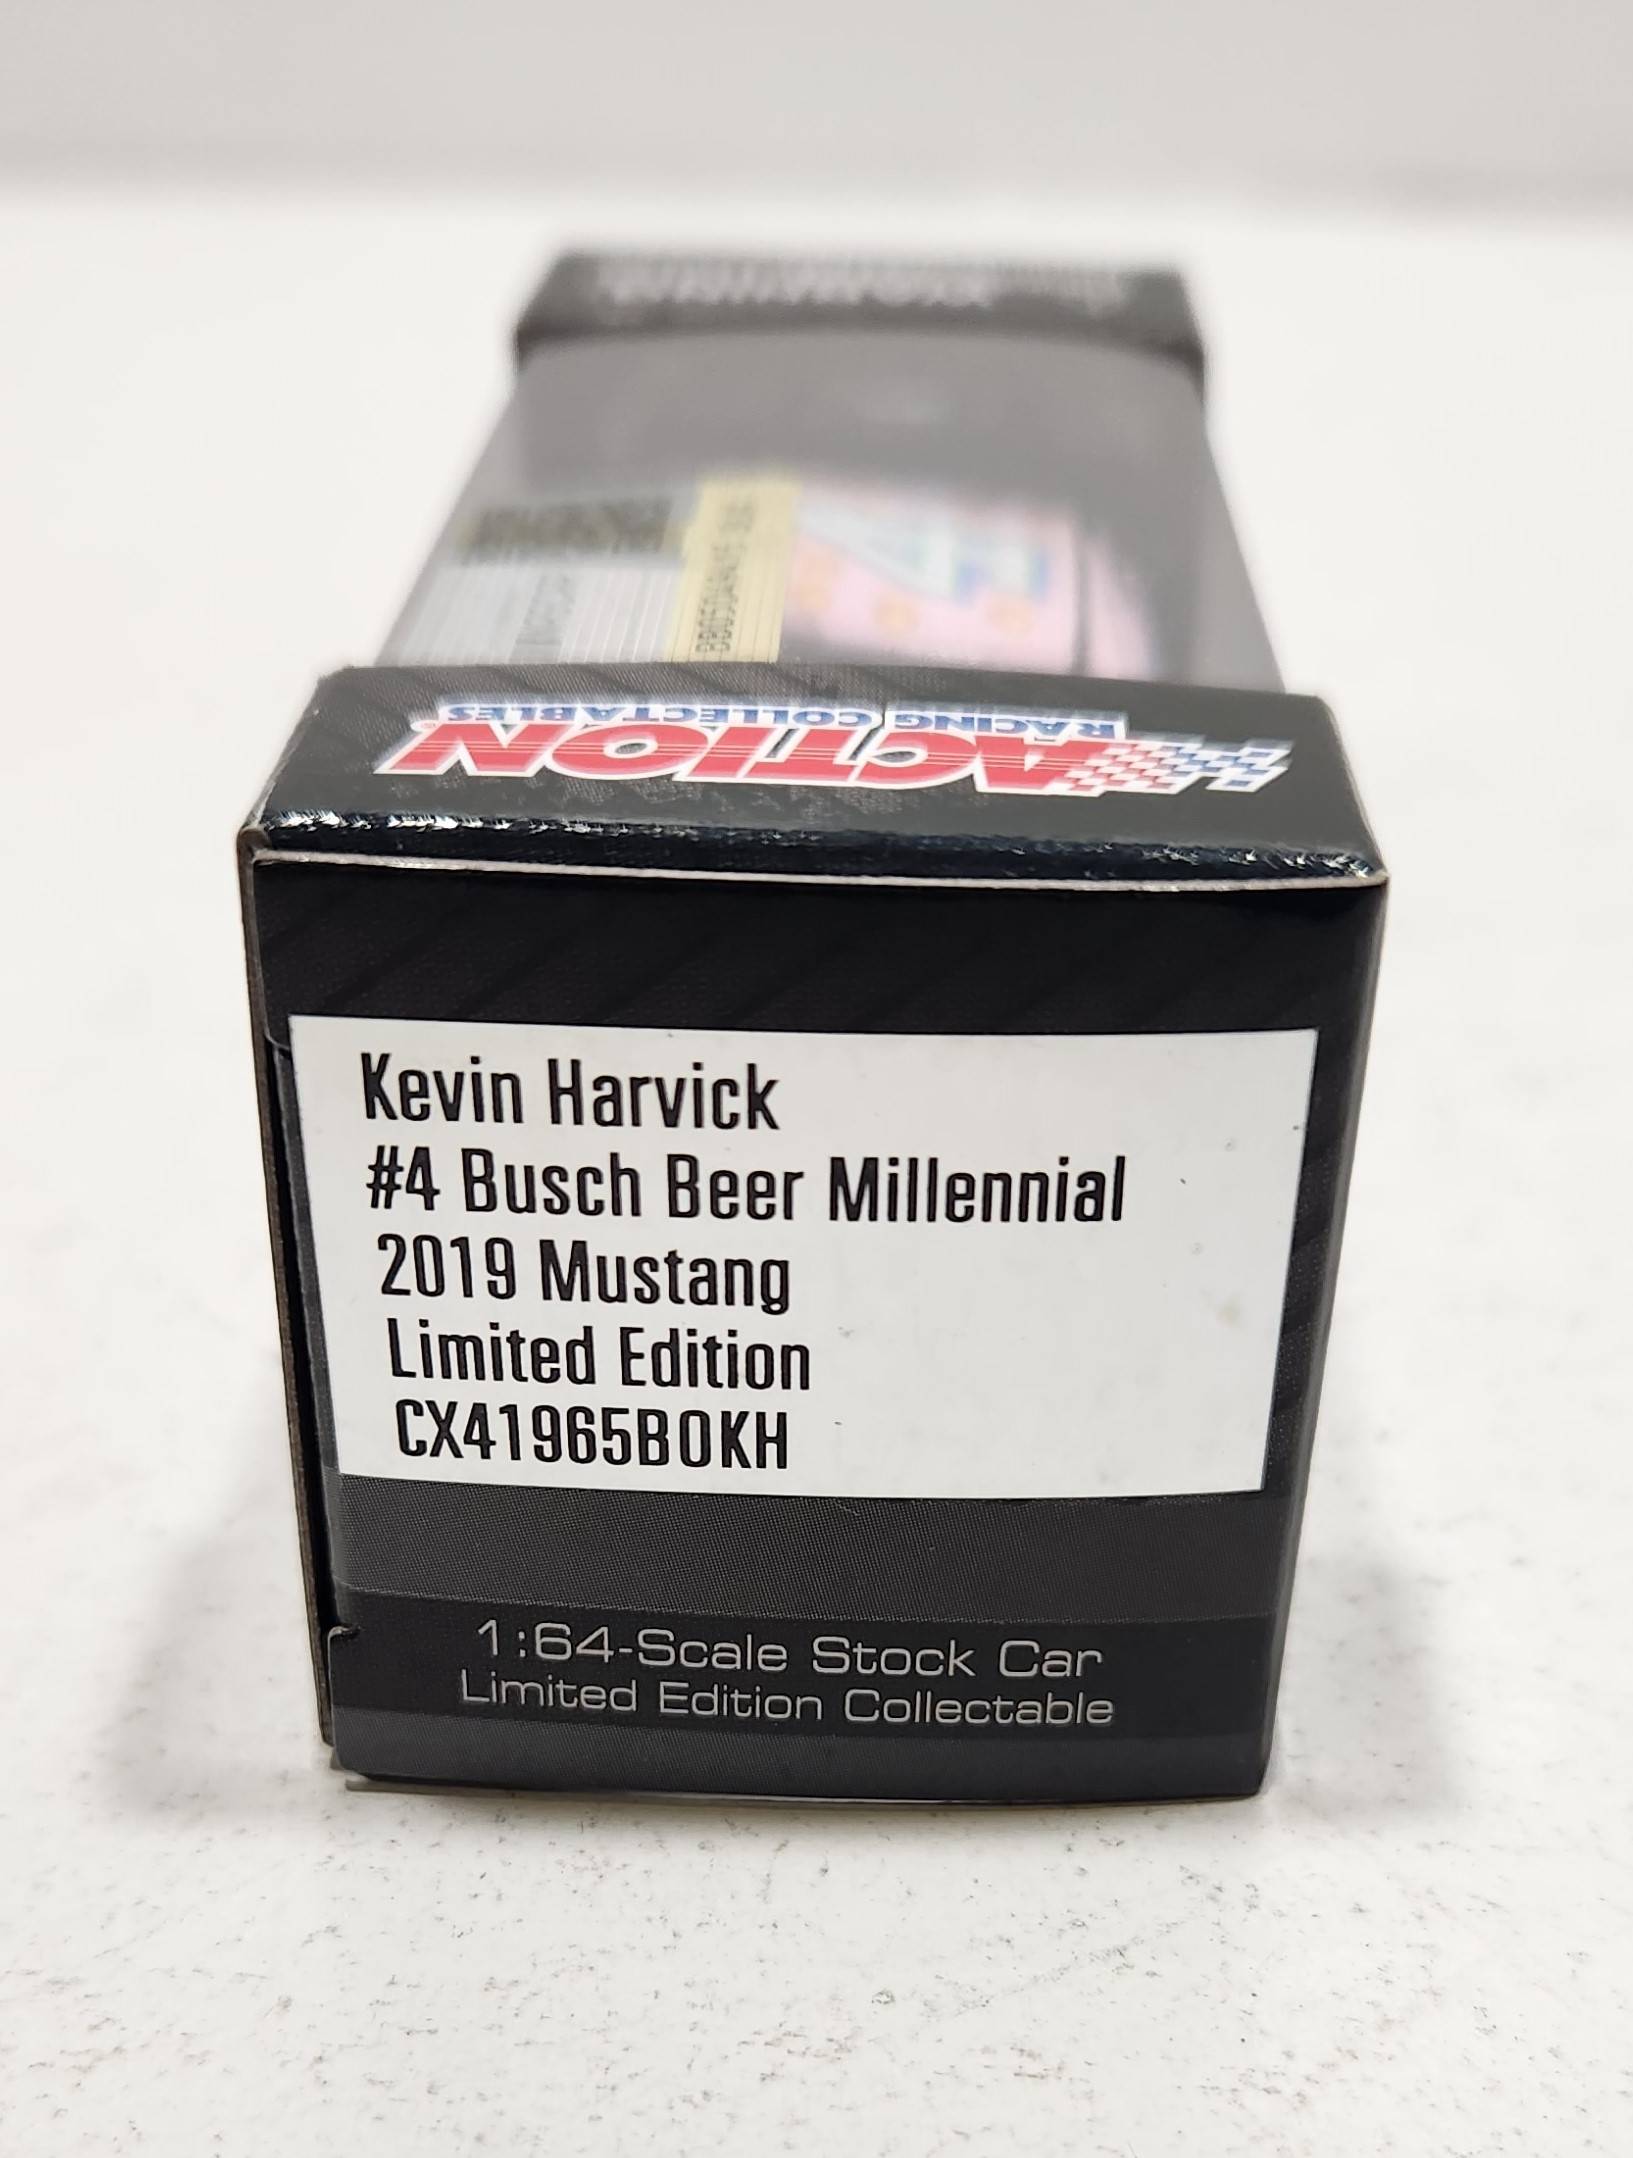 ACTION
RACING COLLECTABLES
Kevin Harvick
#4 Busch Beer Millennial
2019 Mustang
Limited Edition
CX41965BOKH
1:64-Scale Stock Car
Limited Edition Collectable